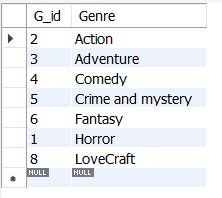 G_id Genre
2 Action
3 Adventure
4 Comedy
5 Crime and mystery
6 Fantasy
1 Horror
8 LoveCraft
NULL NULL